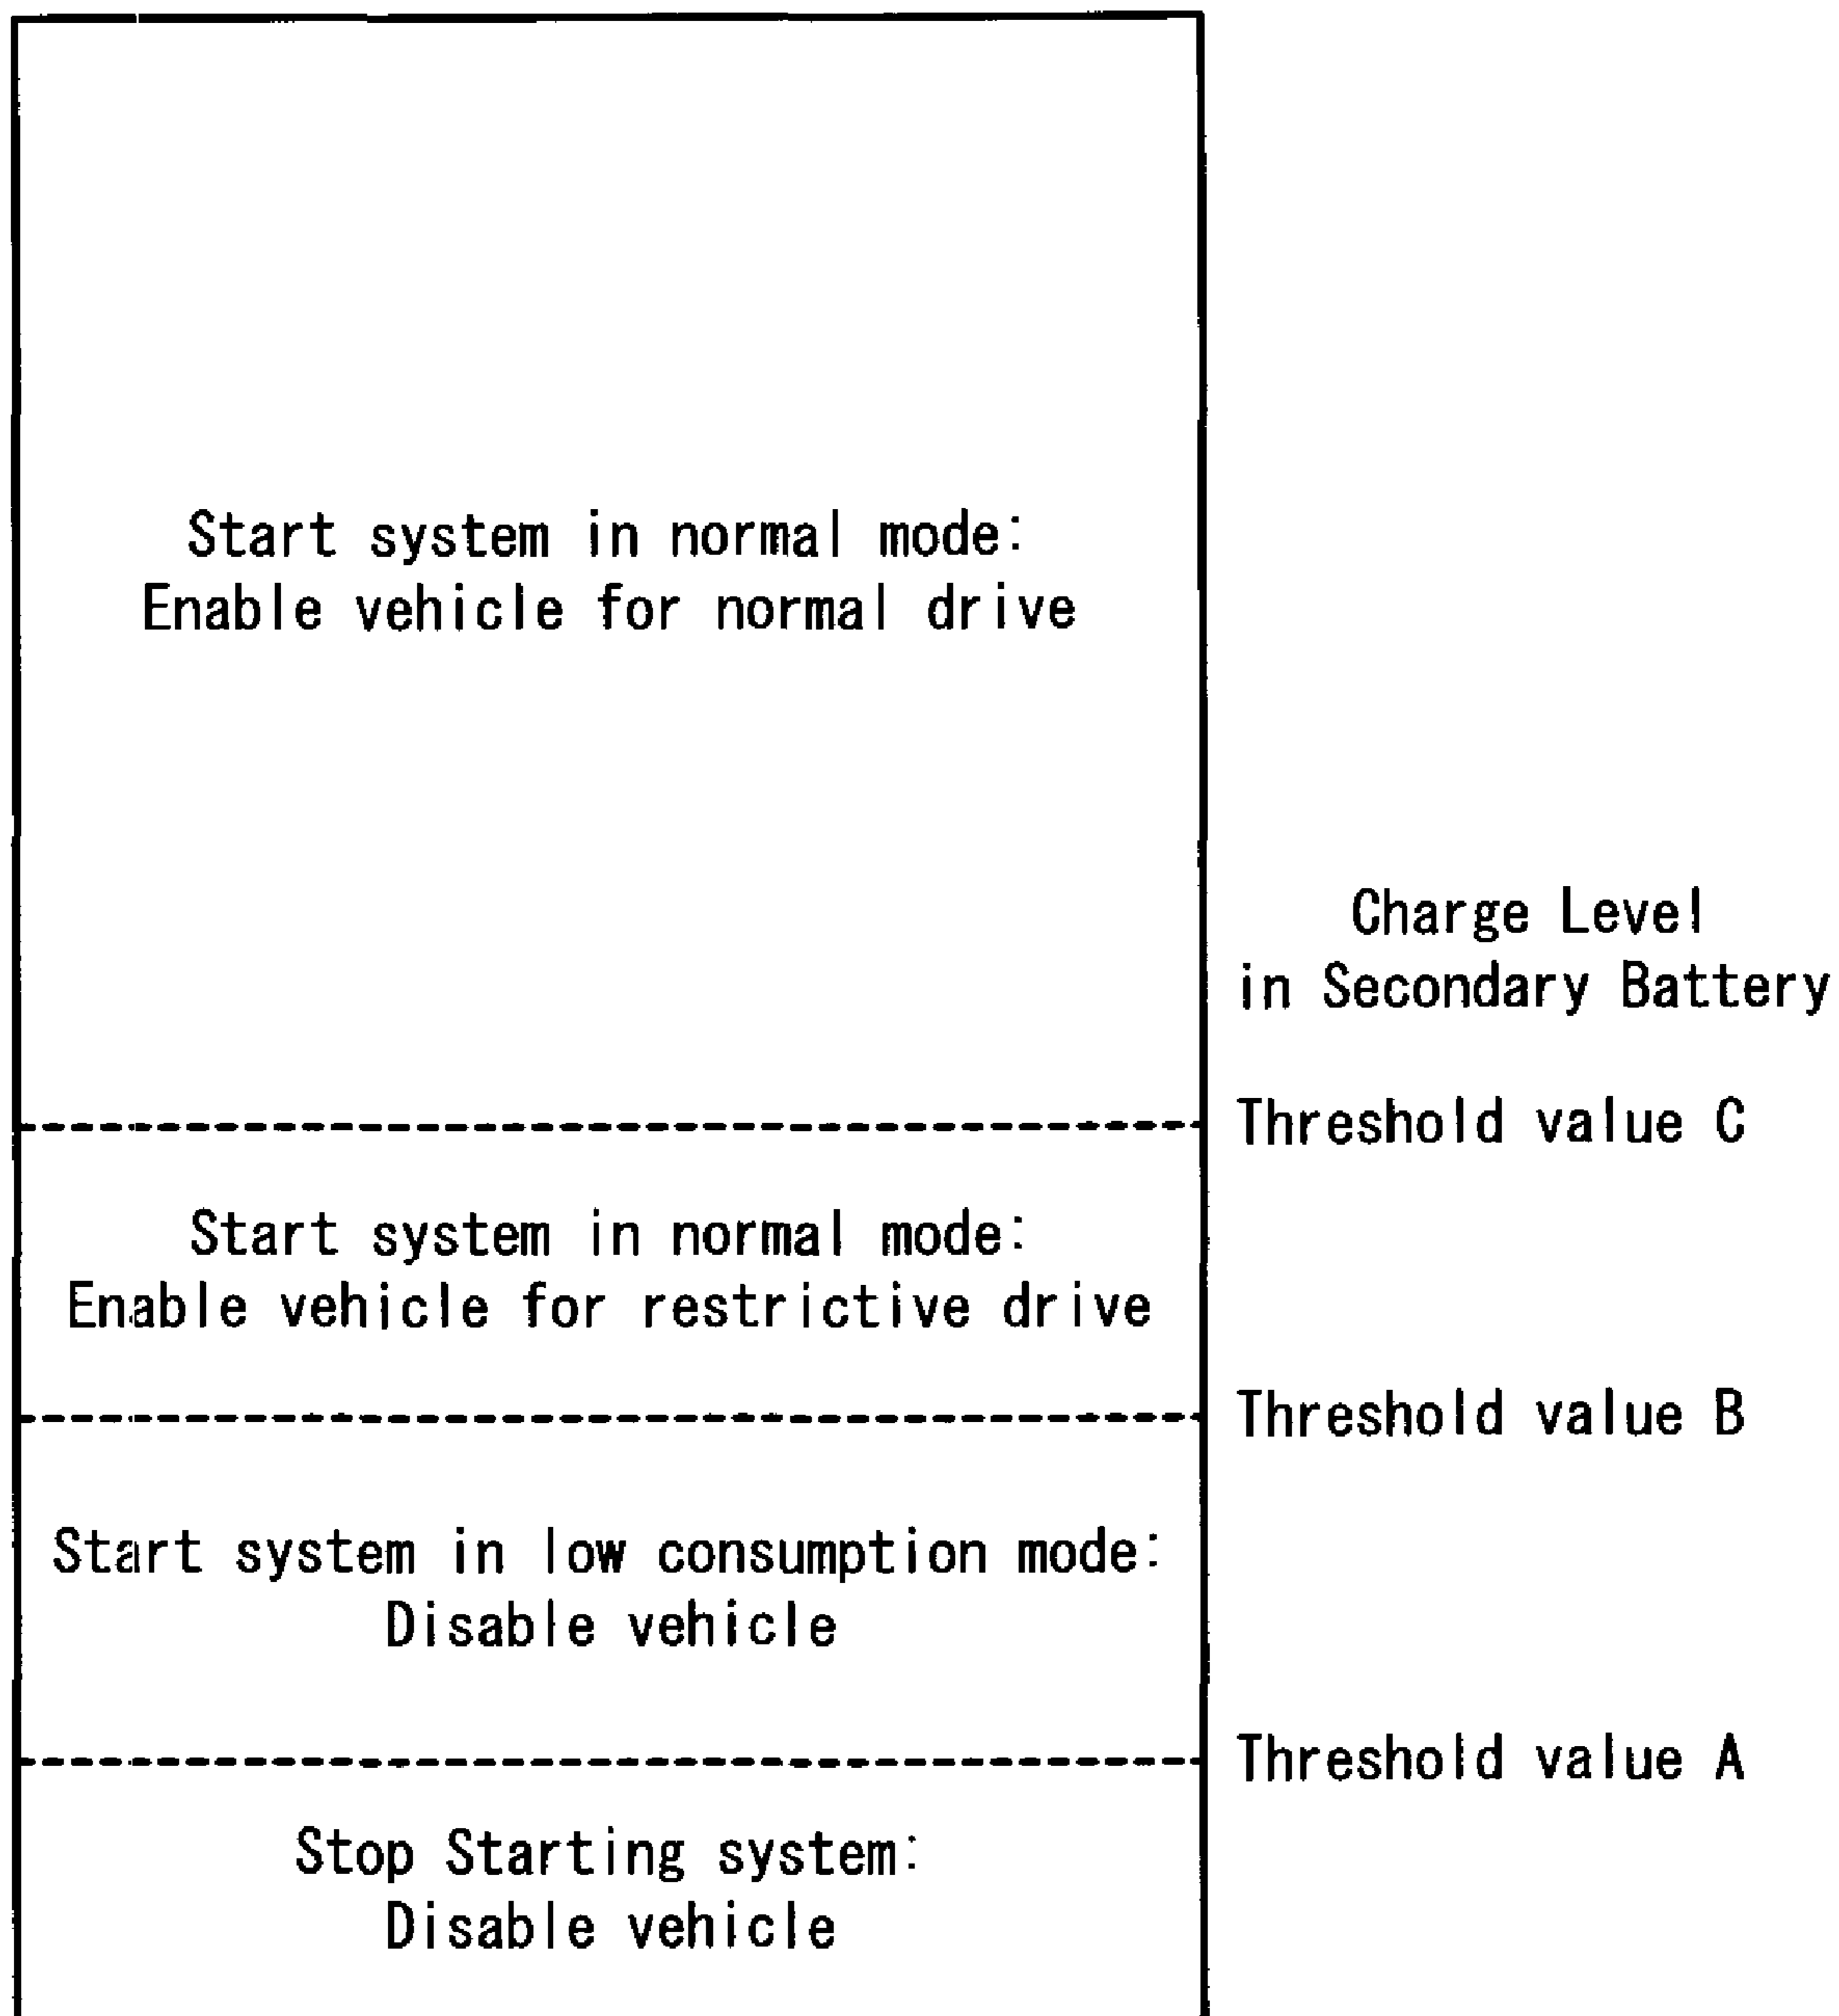 Start system in normal mode:
Enable vehicle for normal drive
Charge Level
in Secondary Battery
Threshold value C
Start system in normal mode:
Enable vehicle for restrictive drive
Threshold value B
Start system in low consumption mode:
Disable vehicle
Threshold value A
Stop Starting system:
Disable vehicle